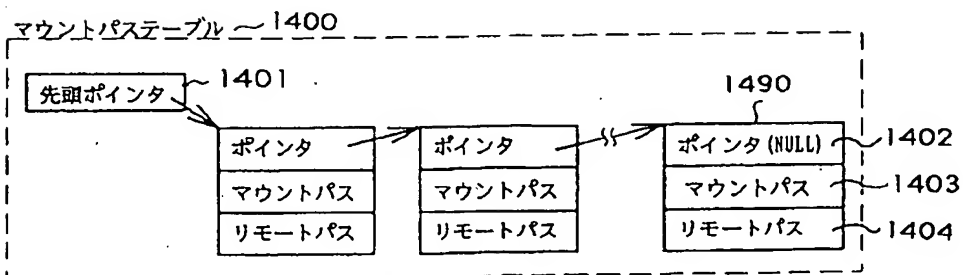 マウントパステーブル 1400
先頭ポインタ 1401
1490
ポインタ ポインタ ポインタ(NULL) 1402
マウントパス マウントパス マウントパス 1403
リモートパス リモートパス リモートパス 1404